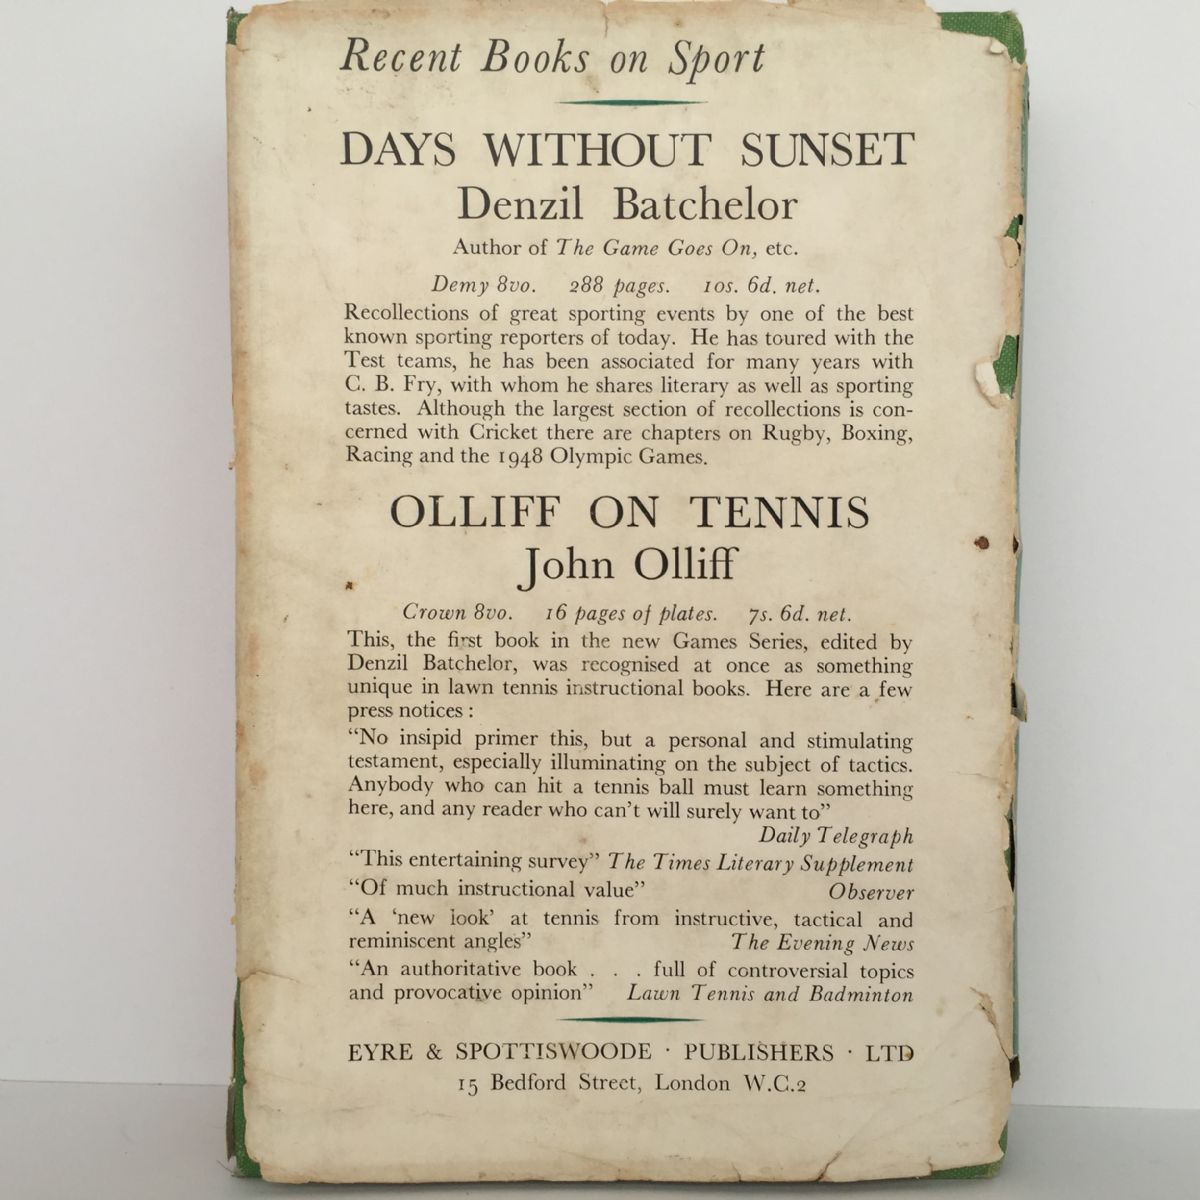 Recent Books on Sport
DAYS WITHOUT SUNSET
Denzil Batchelor
Author of The Game Goes On, etc.
Demy 8vo. 288 pages. 10s. 6d. net.
Recollections of great sporting events by one of the best
known sporting reporters of today. He has toured with the
Test teams, he has been associated for many years with
C. B. Fry, with whom he shares literary as well as sporting
tastes. Although the largest section of recollections is con-
cerned with Cricket there are chapters on Rugby, Boxing,
Racing and the 1948 Olympic Games.
OLLIFF ON TENNIS
John Olliff
Crown 8vo. 16 pages of plates. 7s. 6d. net.
This, the first book in the new Games Series, edited by
Denzil Batchelor, was recognised at once as something
unique in lawn tennis instructional books. Here are a few
press notices :
“No insipid primer this, but a personal and stimulating
testament, especially illuminating on the subject of tactics.
Anybody who can hit a tennis ball must learn something
here, and any reader who can’t will surely want to”
Daily Telegraph
“This entertaining survey” The Times Literary Supplement
“Of much instructional value” Observer
“A ‘new look’ at tennis from instructive, tactical and
reminiscent angles” The Evening News
“An authoritative book . . . full of controversial topics
and provocative opinion” Lawn Tennis and Badminton
EYRE & SPOTTISWOODE · PUBLISHERS · LTD
15 Bedford Street, London W.C.2